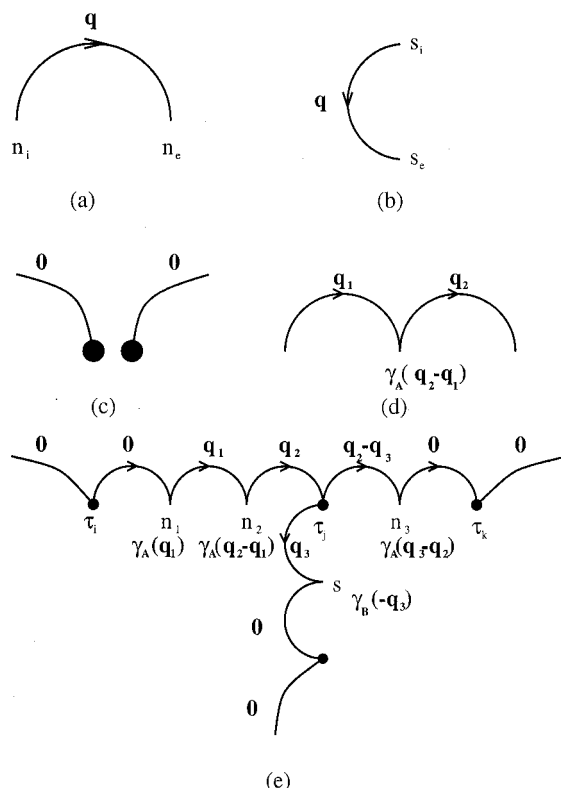 q
n_i n_e
(a)
s_i
q
s_e
(b)
0 0
(c)
q_1 q_2
γ_A(q_2-q_1)
(d)
0 0 q_1 q_2 q_2-q_3 0 0
τ_i n_1 n_2 τ_j n_3 τ_k
γ_A(q_1) γ_A(q_2-q_1) q_3 γ_A(q_3-q_2)
s
γ_B(-q_3)
0
0
(e)